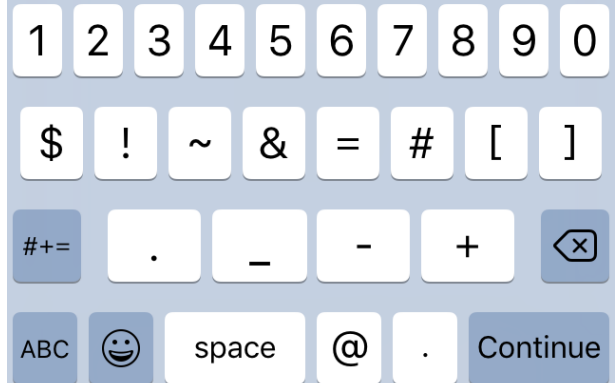 1 2 3 4 5 6 7 8 9 0
$ ! ~ & = # [ ]
#+= . _ - +
ABC space @ . Continue